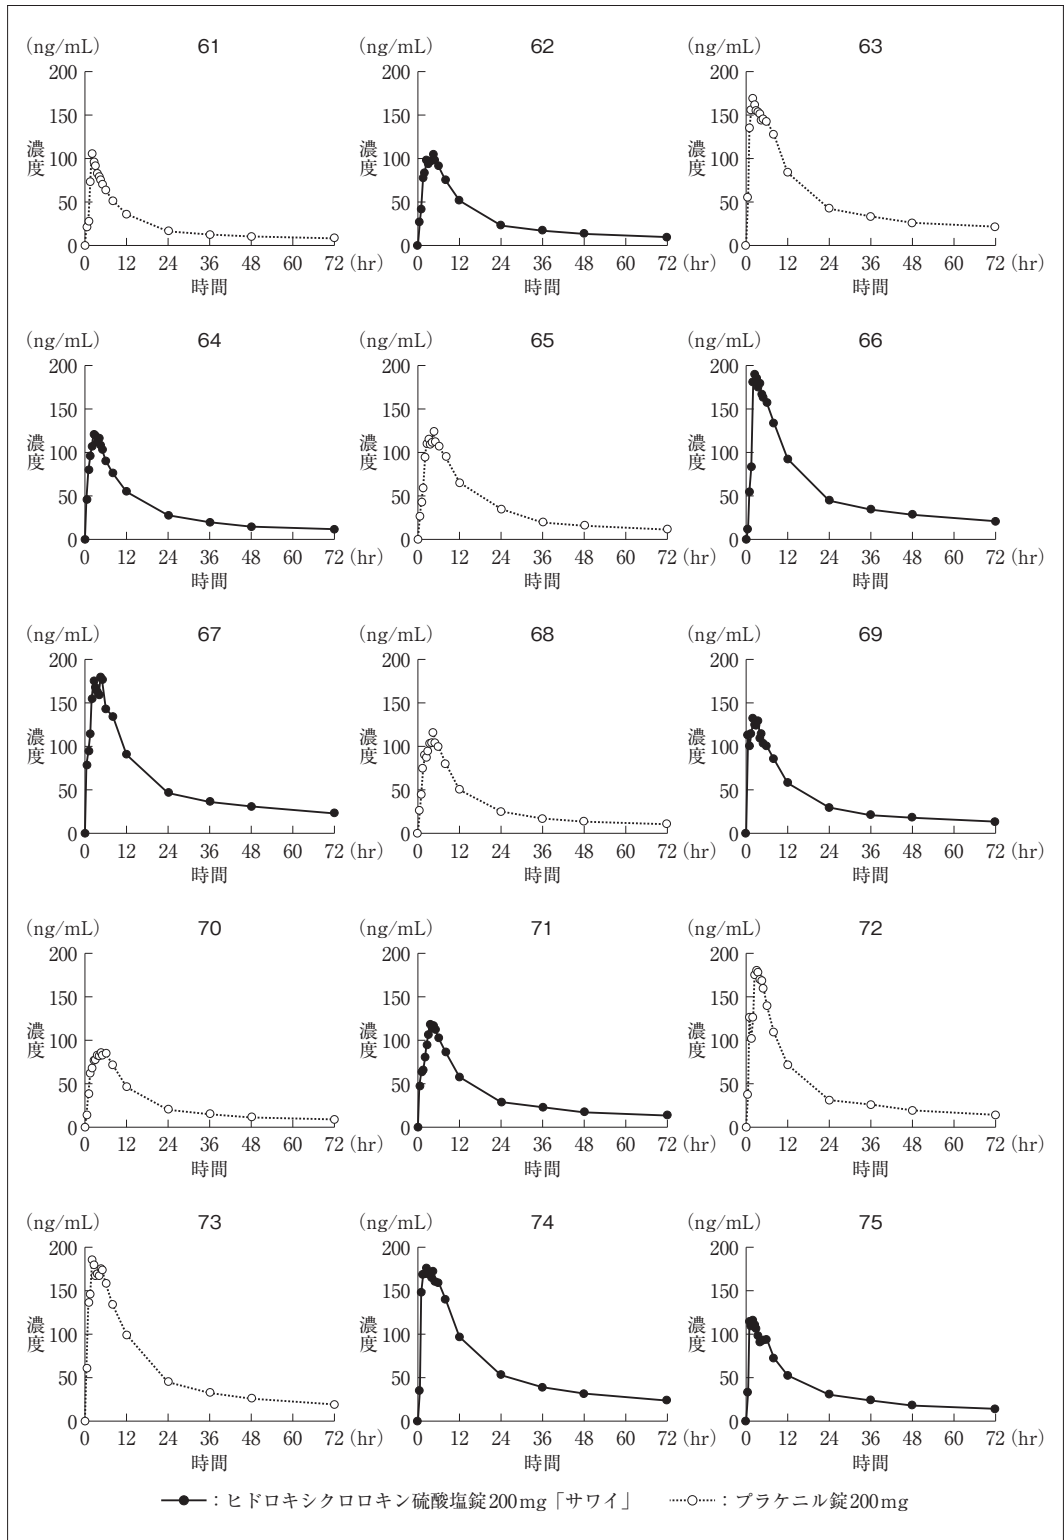 (ng/mL) 61 (ng/mL) 62 (ng/mL) 63
200 200 200
150 150 150
濃度 100 濃度 100 濃度 100
50 50 50
0 0 0
0 12 24 36 48 60 72 (hr) 0 12 24 36 48 60 72 (hr) 0 12 24 36 48 60 72 (hr)
時間 時間 時間
(ng/mL) 64 (ng/mL) 65 (ng/mL) 66
200 200 200
150 150 150
濃度 100 濃度 100 濃度 100
50 50 50
0 0 0
0 12 24 36 48 60 72 (hr) 0 12 24 36 48 60 72 (hr) 0 12 24 36 48 60 72 (hr)
時間 時間 時間
(ng/mL) 67 (ng/mL) 68 (ng/mL) 69
200 200 200
150 150 150
濃度 100 濃度 100 濃度 100
50 50 50
0 0 0
0 12 24 36 48 60 72 (hr) 0 12 24 36 48 60 72 (hr) 0 12 24 36 48 60 72 (hr)
時間 時間 時間
(ng/mL) 70 (ng/mL) 71 (ng/mL) 72
200 200 200
150 150 150
濃度 100 濃度 100 濃度 100
50 50 50
0 0 0
0 12 24 36 48 60 72 (hr) 0 12 24 36 48 60 72 (hr) 0 12 24 36 48 60 72 (hr)
時間 時間 時間
(ng/mL) 73 (ng/mL) 74 (ng/mL) 75
200 200 200
150 150 150
濃度 100 濃度 100 濃度 100
50 50 50
0 0 0
0 12 24 36 48 60 72 (hr) 0 12 24 36 48 60 72 (hr) 0 12 24 36 48 60 72 (hr)
時間 時間 時間
：ヒドロキシクロロキン硫酸塩錠200mg「サワイ」 ：プラケニル錠200mg